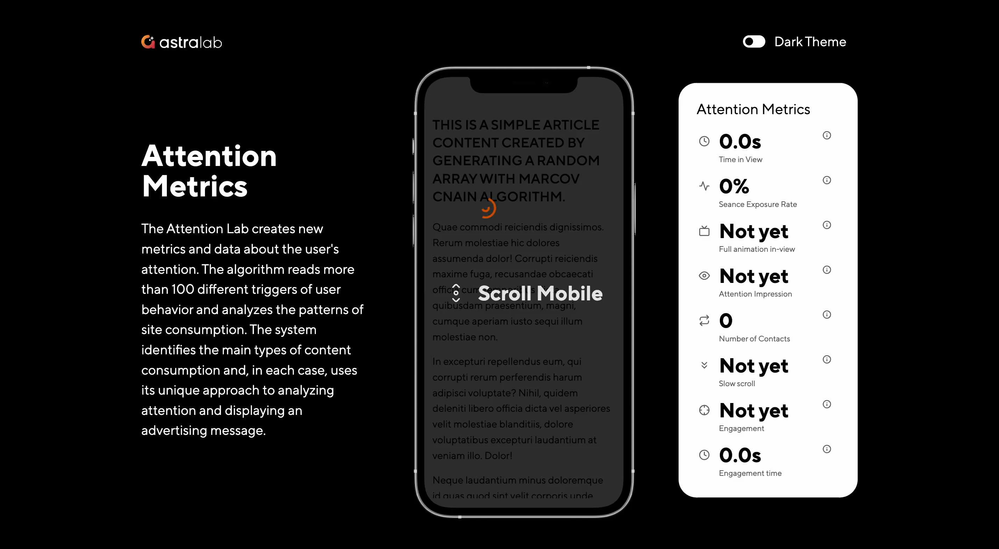 astralab
Dark Theme
Attention
Metrics
The Attention Lab creates new
metrics and data about the user's
attention. The algorithm reads more
than 100 different triggers of user
behavior and analyzes the patterns of
site consumption. The system
identifies the main types of content
consumption and, in each case, uses
its unique approach to analyzing
attention and displaying an
advertising message.
THIS IS A SIMPLE ARTICLE
CONTENT CREATED BY
GENERATING A RANDOM
ARRAY WITH MARCOV
CNAIN ALGORITHM.
Quae commodi reiciendis dignissimos.
Rerum molestiae hic dolores
assumenda dolor! Corrupti reiciendis
maxime fuga, recusandae obcaecati
officia cum
Scroll Mobile
quibusdam praesentium, magni,
cumque aperiam iusto sequi illum
molestiae non.
In excepturi repellendus eum, qui
corrupti rerum perferendis harum
adipisci voluptate? Nihil, quidem
deleniti libero officia dicta vel asperiores
velit molestiae blanditiis, dolore
voluptatibus excepturi laudantium at
veniam illo. Dolor!
Neque laudantium minus doloremque
id quas quod sint velit corporis unde
Attention Metrics
0.0s
Time in View
0%
Seance Exposure Rate
Not yet
Full animation in-view
Not yet
Attention Impression
0
Number of Contacts
Not yet
Slow scroll
Not yet
Engagement
0.0s
Engagement time